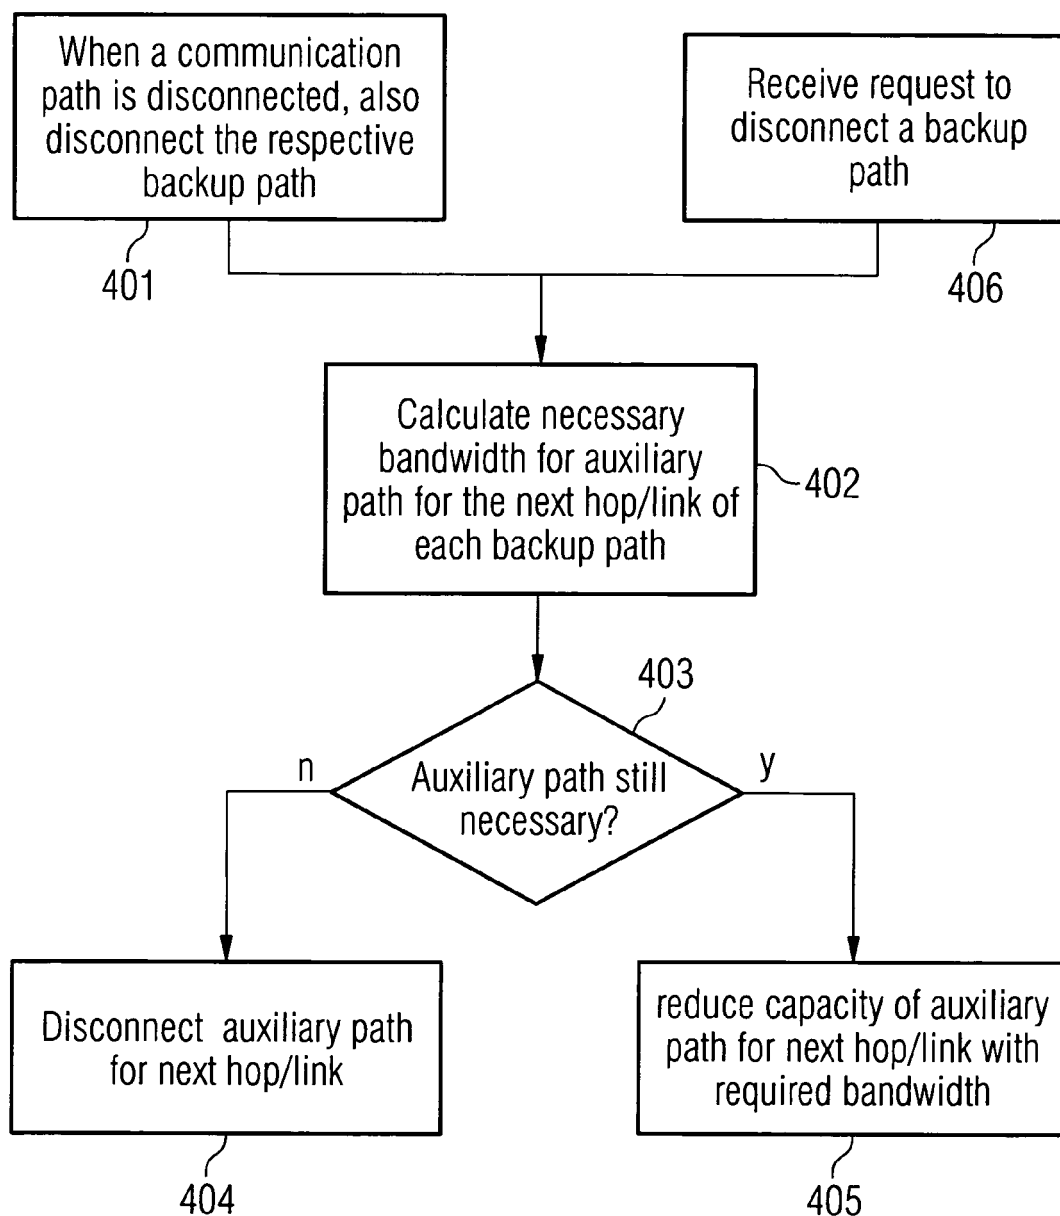 When a communication
path is disconnected, also
disconnect the respective
backup path
401
Receive request to
disconnect a backup
path
406
Calculate necessary
bandwidth for auxiliary
path for the next hop/link of
each backup path
402
403
n
Auxiliary path still
necessary?
y
Disconnect auxiliary path
for next hop/link
404
reduce capacity of auxiliary
path for next hop/link with
required bandwidth
405